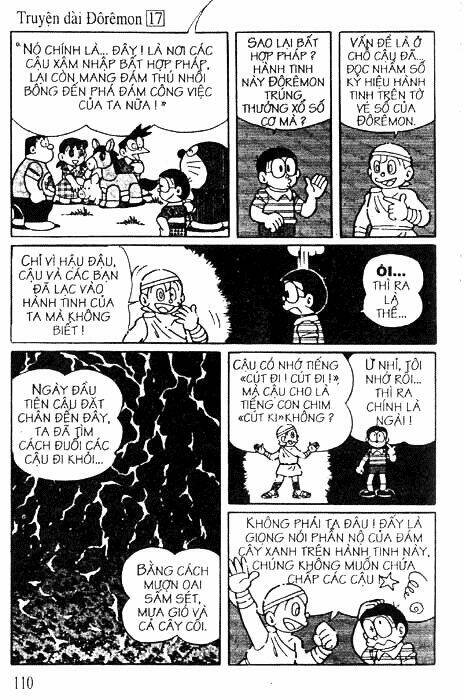 Truyện dài Đôrêmon 17
"NÓ CHÍNH LÀ... ĐÂY ! LÀ NƠI CÁC
CẬU XÂM NHẬP BẤT HỢP PHÁP,
LẠI CÒN MANG ĐÁM THÚ NHỒI
BÔNG ĐẾN PHÁ ĐÁM CÔNG VIỆC
CỦA TA NỮA ! "
SAO LẠI BẤT
HỢP PHÁP ?
HÀNH TINH
NÀY ĐÔRÊMON
TRÚNG
THƯỞNG XỔ SỐ
CƠ MÀ ?
VẤN ĐỀ LÀ Ở
CHỖ CẬU ĐÃ...
ĐỌC NHẦM SỐ
KÝ HIỆU HÀNH
TINH TRÊN TỜ
VÉ SỐ CỦA
ĐÔRÊMON.
CHỈ VÌ HẬU ĐẬU,
CẬU VÀ CÁC BẠN
ĐÃ LẠC VÀO
HÀNH TINH CỦA
TA MÀ KHÔNG
BIẾT !
ÔI...
THÌ RA
LÀ
THẾ...
NGÀY ĐẦU
TIÊN CẬU ĐẶT
CHÂN ĐẾN ĐÂY,
TA ĐÃ TÌM
CÁCH ĐUỔI CÁC
CẬU ĐI KHỎI...
BẰNG CÁCH
MƯỢN OAI
SẤM SÉT,
MƯA GIÓ VÀ
CẢ CÂY CỐI.
CẬU CÓ NHỚ TIẾNG
«CÚT ĐI ! CÚT ĐI !»
MÀ CẬU CHO LÀ
TIẾNG CON CHIM
«CÚT KI» KHÔNG ?
Ừ NHỈ, TÔI
NHỚ RỒI...
THÌ RA
CHÍNH LÀ
NGÀI !
KHÔNG PHẢI TA ĐÂU ! ĐẤY LÀ
GIỌNG NÓI PHẪN NỘ CỦA ĐÁM
CÂY XANH TRÊN HÀNH TINH NÀY.
CHÚNG KHÔNG MUỐN CHỨA
CHẤP CÁC CẬU !
110